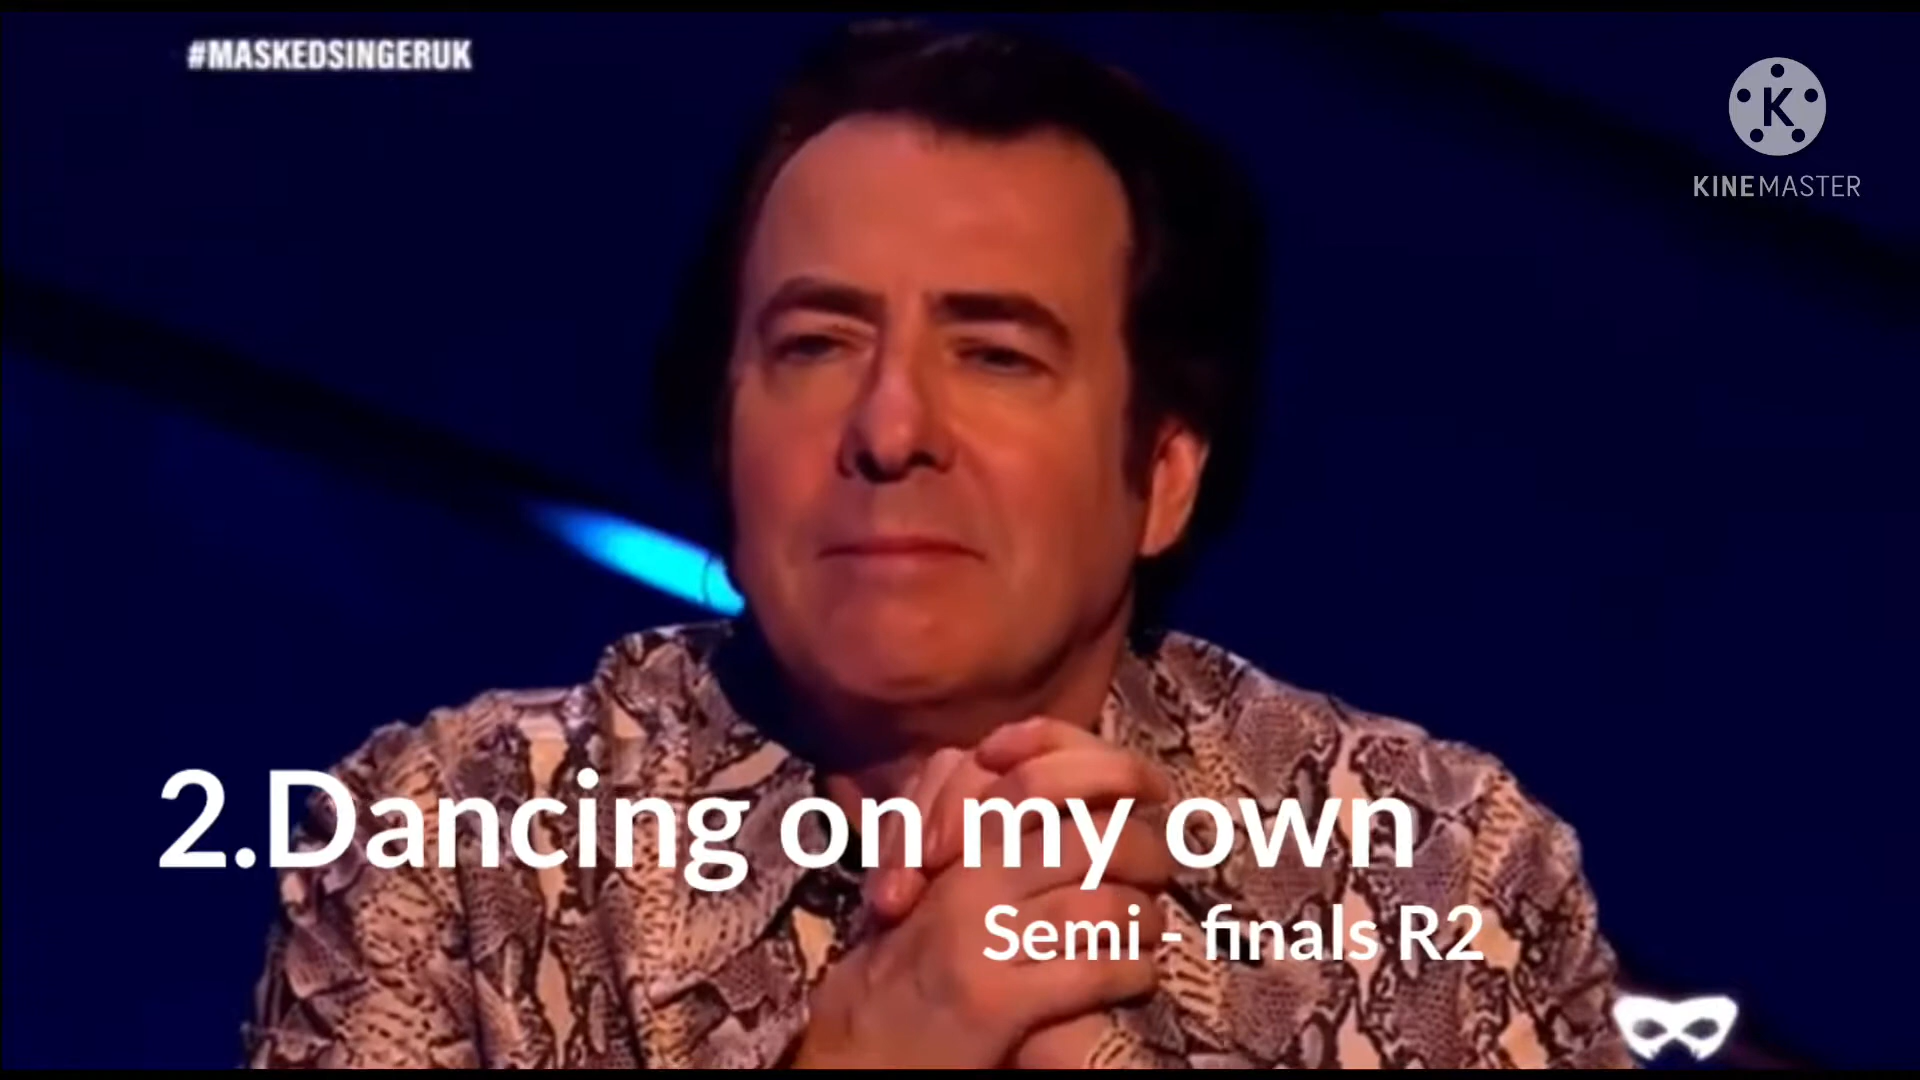 #MASKEDSINGERUK
K
KINEMASTER
2.Dancing on my own
Semi - finals R2